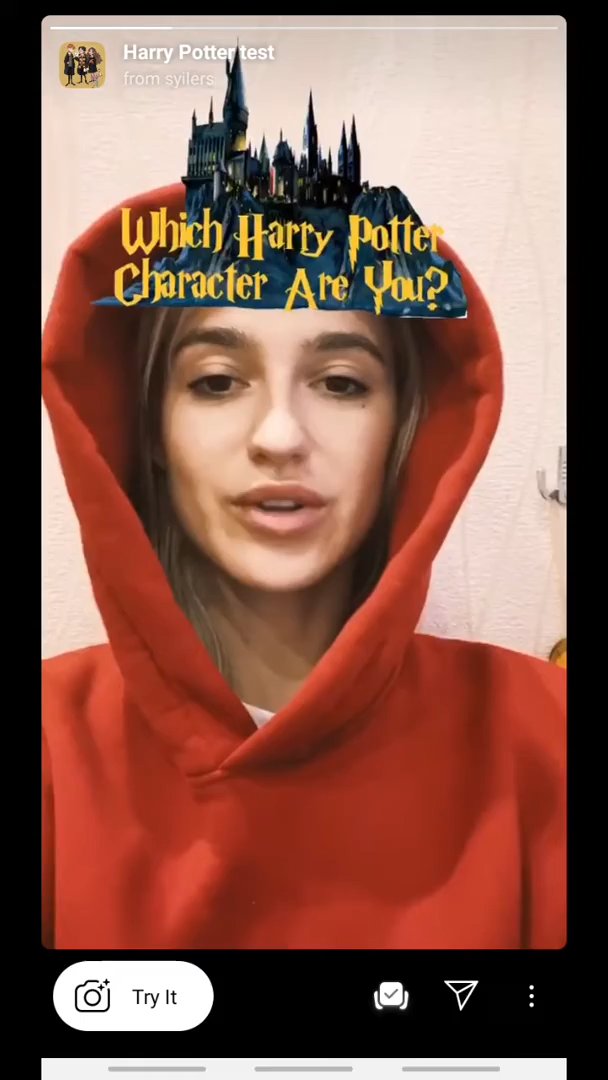 Harry Potter test
from syilers
Which Harry Potter
Character Are You?
Try It